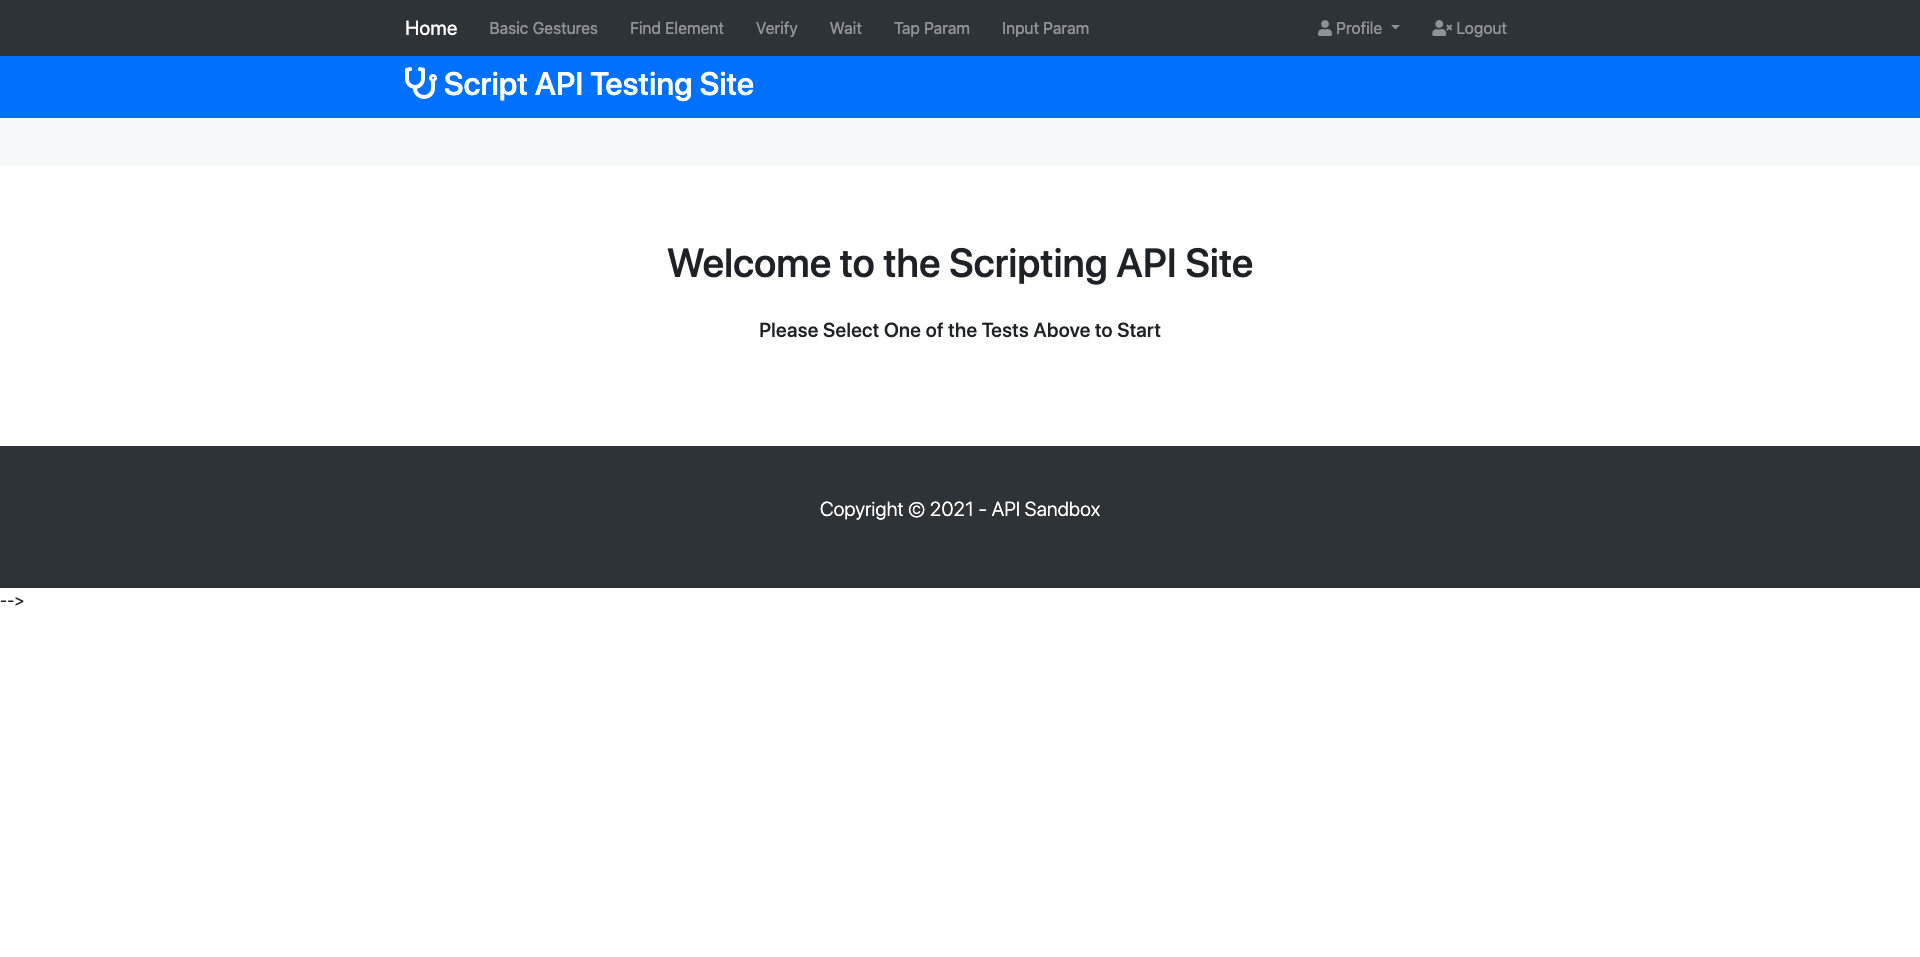 Home Basic Gestures Find Element Verify Wait Tap Param Input Param Profile Logout
Script API Testing Site
Welcome to the Scripting API Site
Please Select One of the Tests Above to Start
Copyright © 2021 - API Sandbox
-->